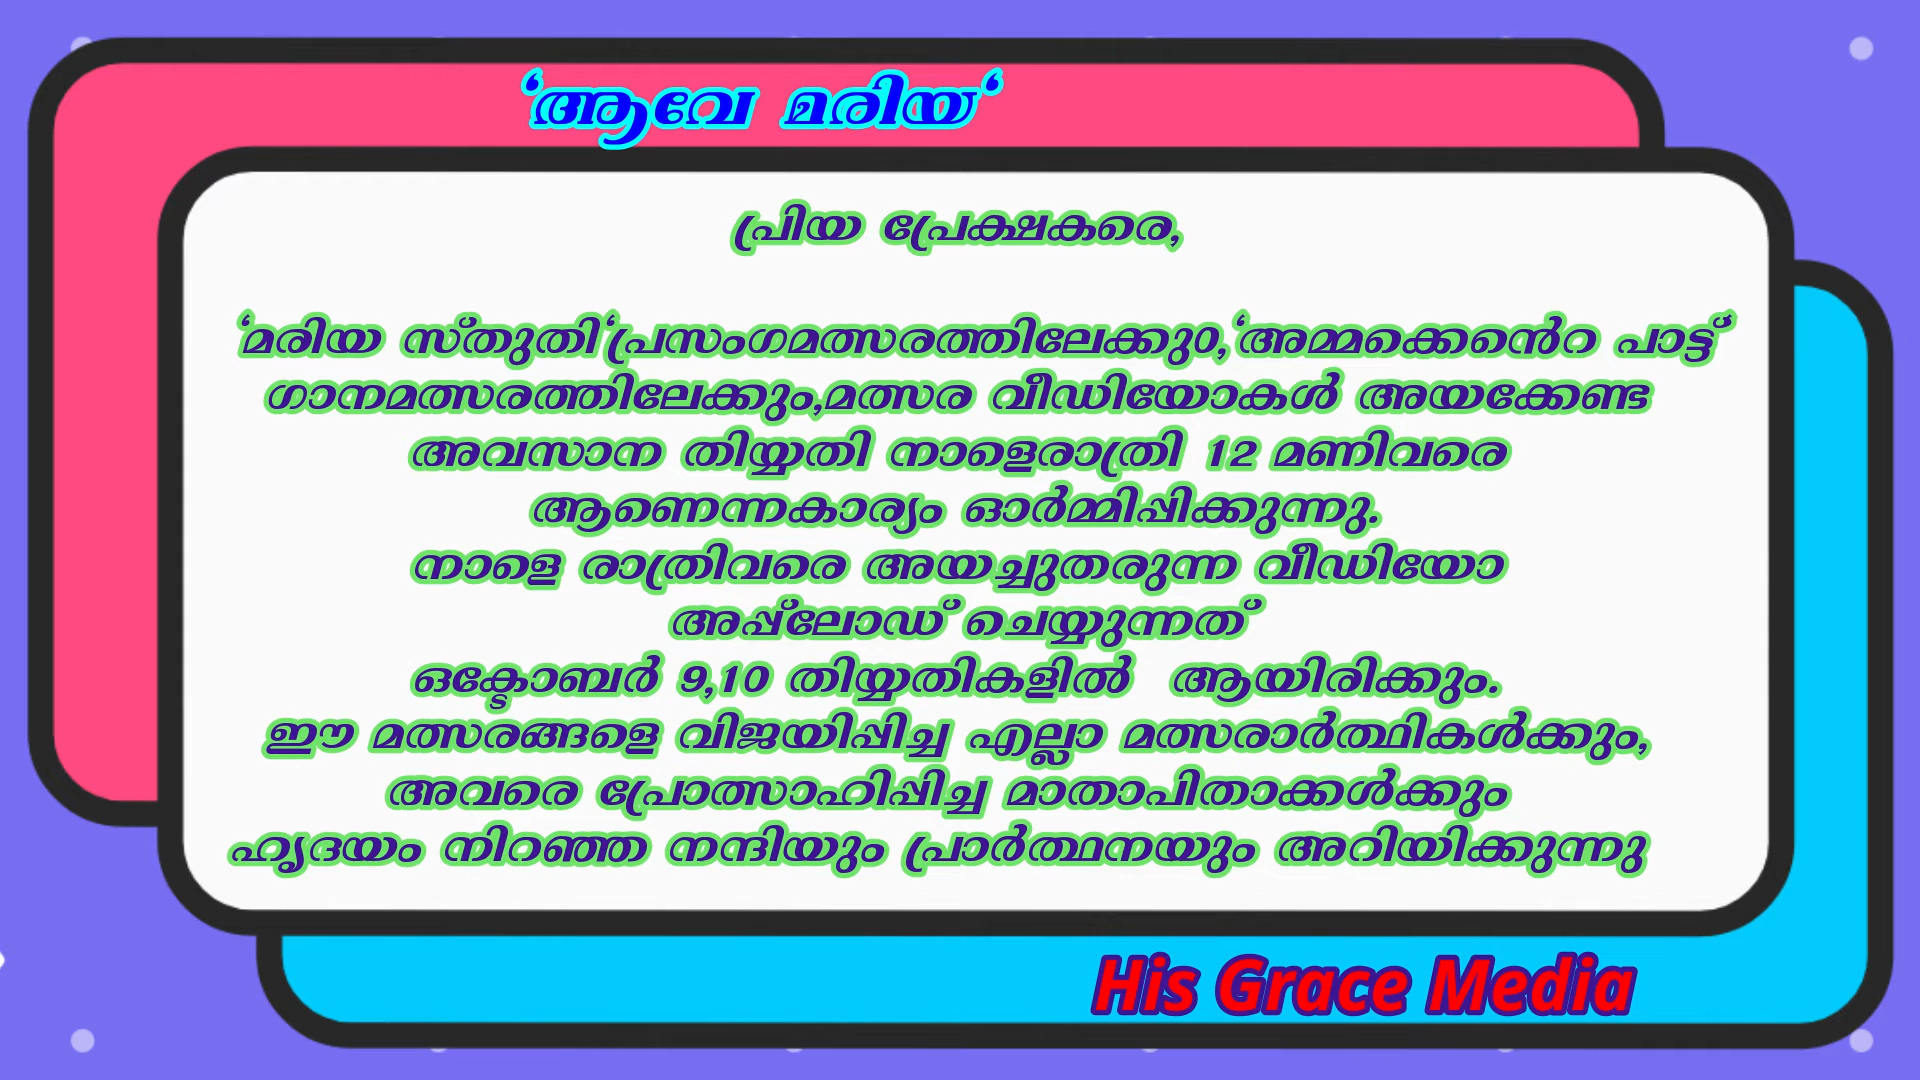 ‘ആവേ മരിയ‘
പ്രിയ പ്രേക്ഷകരെ,
‘മരിയ സ്തുതി‘പ്രസംഗമത്സരത്തിലേക്കു0,‘അമ്മക്കെൻെറ പാട്ട്’
ഗാനമത്സരത്തിലേക്കും,മത്സര വീഡിയോകൾ അയക്കേണ്ട
അവസാന തിയ്യതി നാളെരാത്രി 12 മണിവരെ
ആണെന്നകാര്യം ഓർമ്മിപ്പിക്കുന്നു.
നാളെ രാത്രിവരെ അയച്ചുതരുന്ന വീഡിയോ
അപ്പ്ലോഡ് ചെയ്യുന്നത്
ഒക്ടോബർ 9,10 തിയ്യതികളിൽ ആയിരിക്കും.
ഈ മത്സരങ്ങളെ വിജയിപ്പിച്ച എല്ലാ മത്സരാർത്ഥികൾക്കും,
അവരെ പ്രോത്സാഹിപ്പിച്ച മാതാപിതാക്കൾക്കും
ഹൃദയം നിറഞ്ഞ നന്ദിയും പ്രാർത്ഥനയും അറിയിക്കുന്നു
His Grace Media